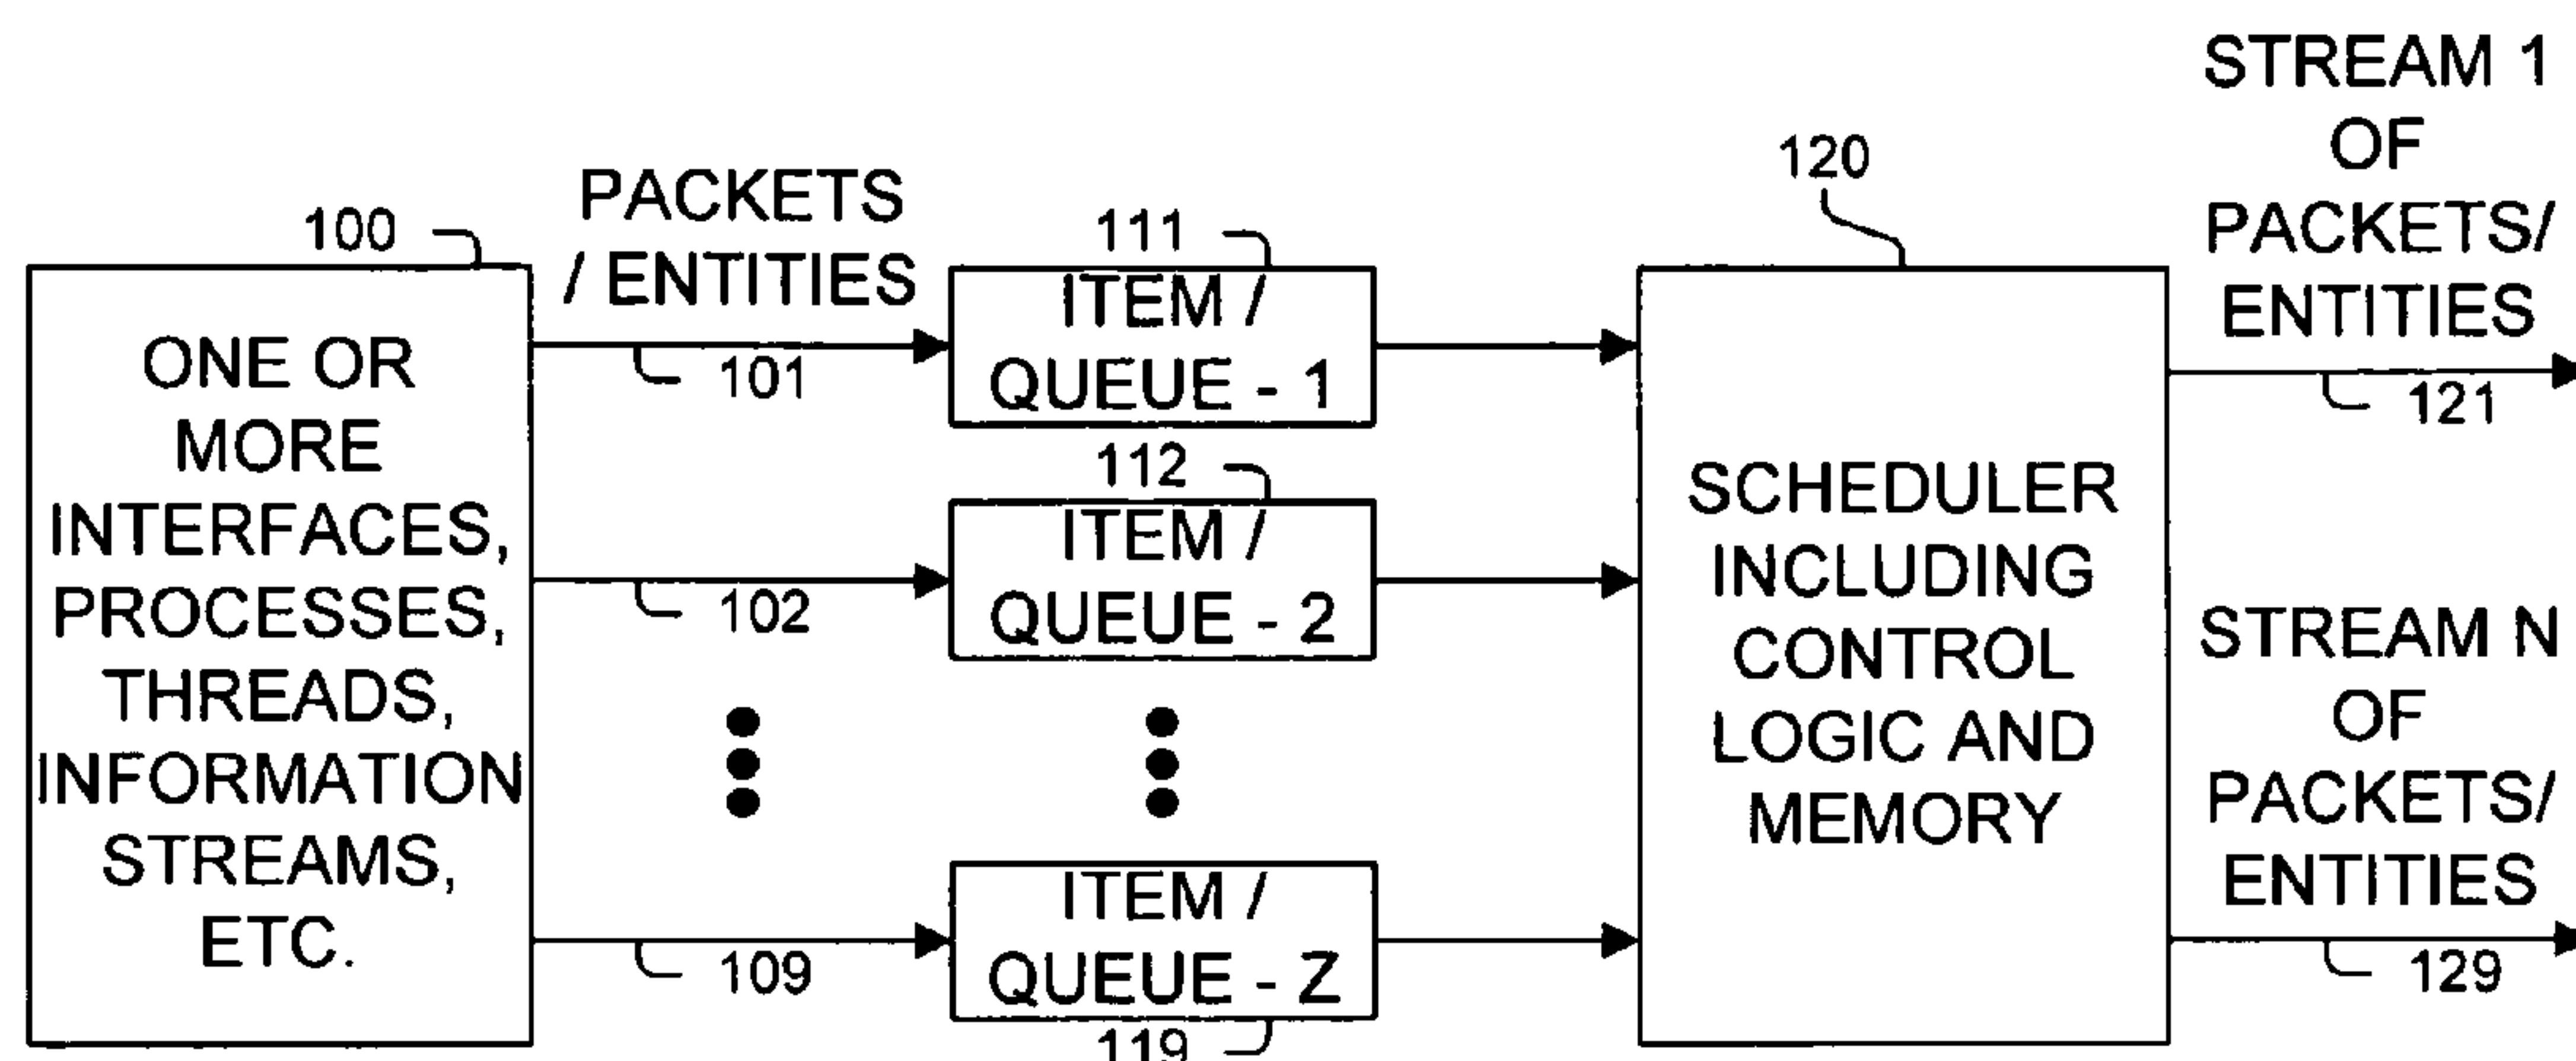 100
ONE OR
MORE
INTERFACES,
PROCESSES,
THREADS,
INFORMATION
STREAMS,
ETC.
PACKETS
/ ENTITIES
101
102
109
111
ITEM /
QUEUE - 1
112
ITEM /
QUEUE - 2
ITEM /
QUEUE - Z
119
120
SCHEDULER
INCLUDING
CONTROL
LOGIC AND
MEMORY
STREAM 1
OF
PACKETS/
ENTITIES
121
STREAM N
OF
PACKETS/
ENTITIES
129